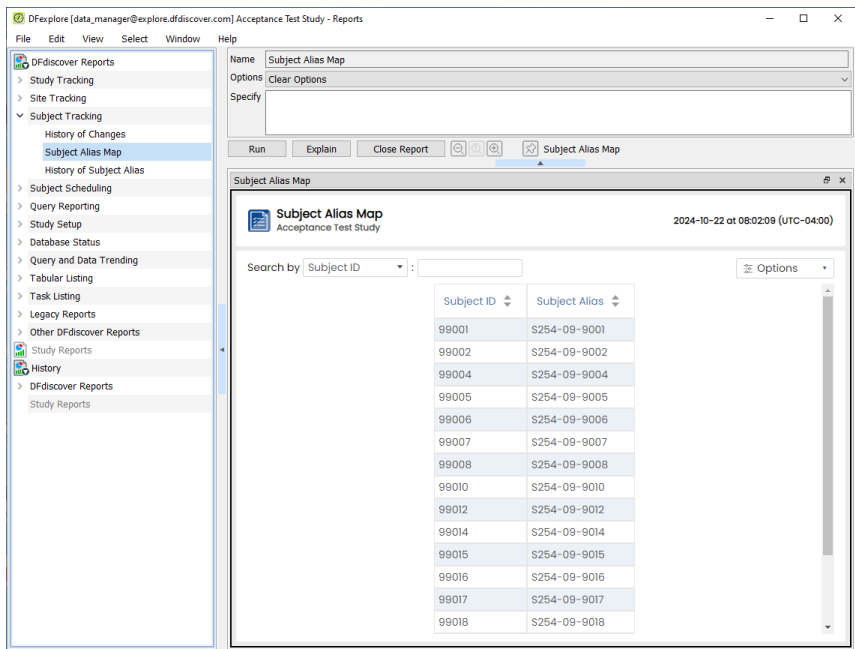 DFexplore [data_manager@explore.dfdiscover.com] Acceptance Test Study - Reports
File Edit View Select Window Help
DFdiscover Reports
Study Tracking
Site Tracking
Subject Tracking
History of Changes
Subject Alias Map
History of Subject Alias
Subject Scheduling
Query Reporting
Study Setup
Database Status
Query and Data Trending
Tabular Listing
Task Listing
Legacy Reports
Other DFdiscover Reports
Study Reports
History
DFdiscover Reports
Study Reports
Name Subject Alias Map
Options Clear Options
Specify
Run Explain Close Report Subject Alias Map
Subject Alias Map
Subject Alias Map
Acceptance Test Study
2024-10-22 at 08:02:09 (UTC-04:00)
Search by Subject ID : Options
Subject ID Subject Alias
99001 S254-09-9001
99002 S254-09-9002
99004 S254-09-9004
99005 S254-09-9005
99006 S254-09-9006
99007 S254-09-9007
99008 S254-09-9008
99010 S254-09-9010
99012 S254-09-9012
99014 S254-09-9014
99015 S254-09-9015
99016 S254-09-9016
99017 S254-09-9017
99018 S254-09-9018